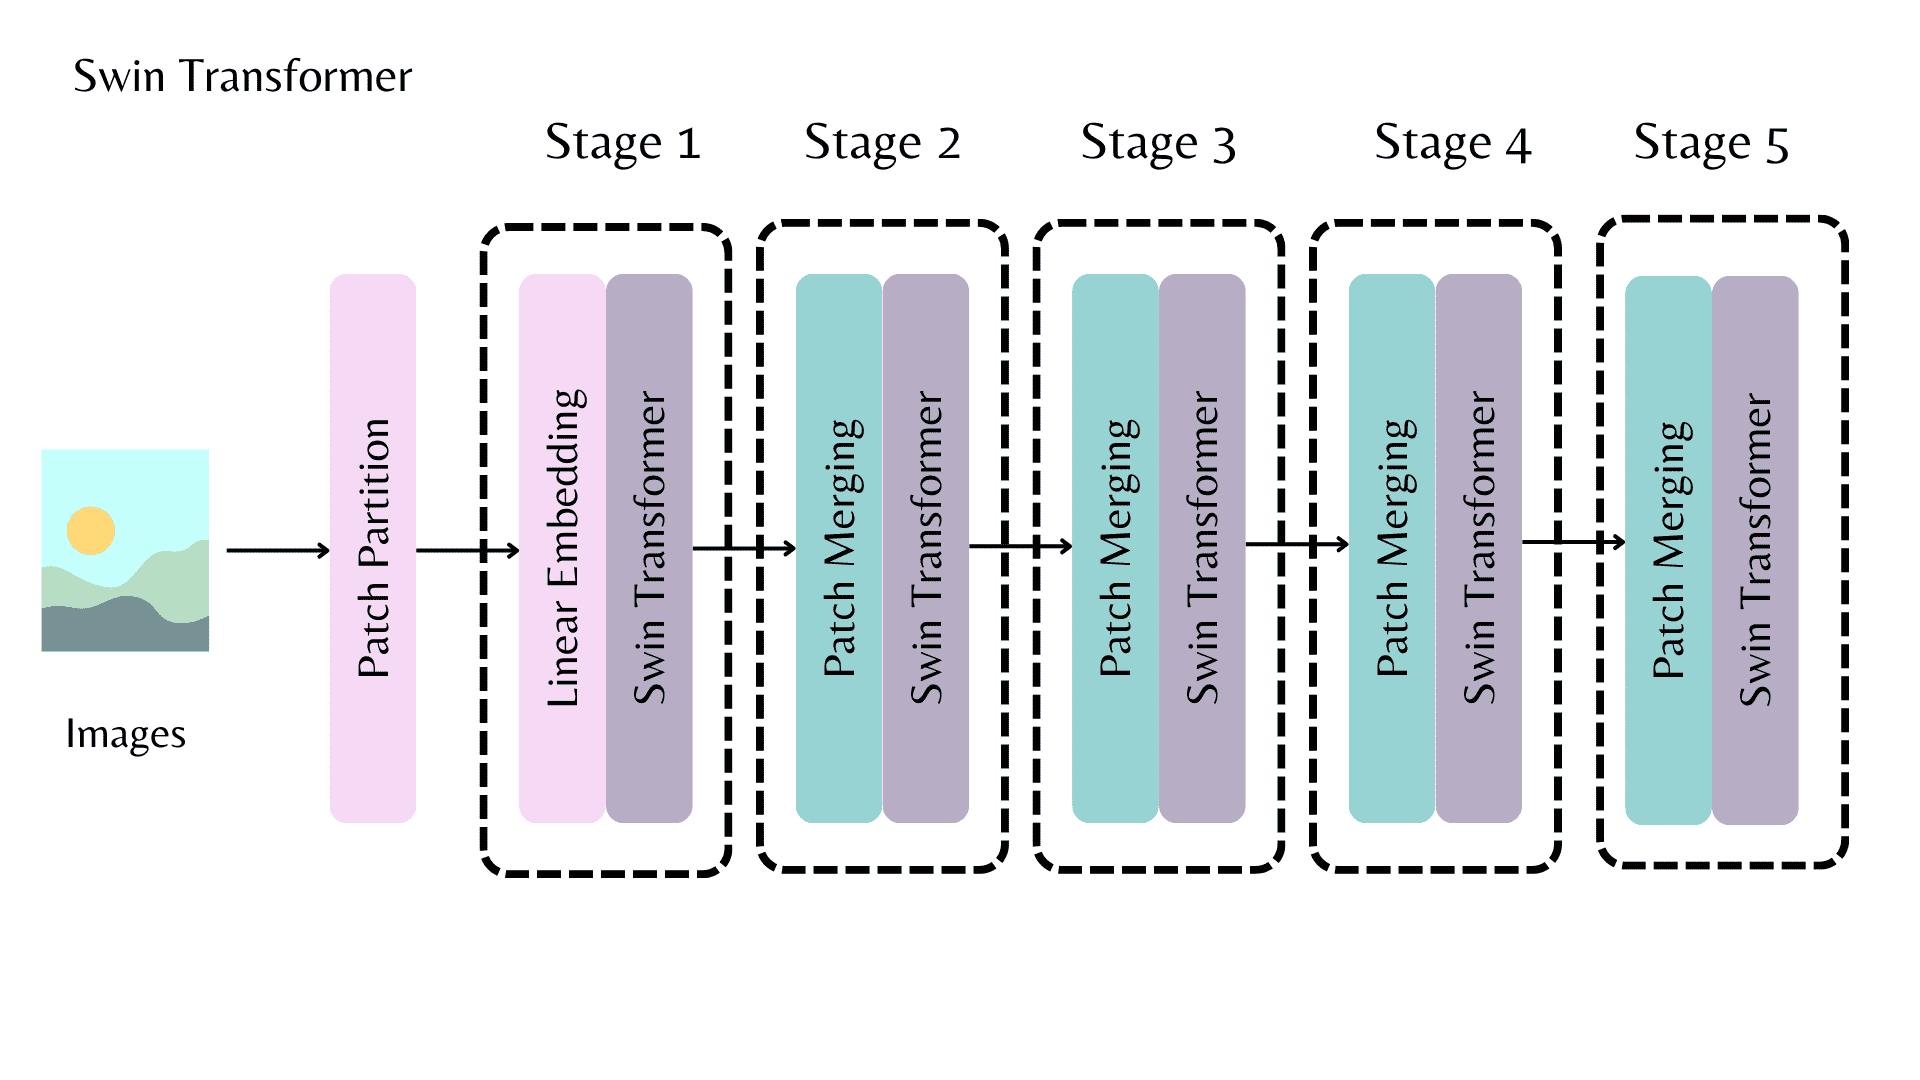 Swin Transformer
Stage 1
Stage 2
Stage 3
Stage 4
Stage 5
Images
Patch Partition
Linear Embedding
Swin Transformer
Patch Merging
Swin Transformer
Patch Merging
Swin Transformer
Patch Merging
Swin Transformer
Patch Merging
Swin Transformer